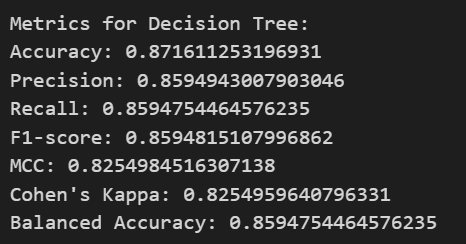 Metrics for Decision Tree:
Accuracy: 0.871611253196931
Precision: 0.8594943007903046
Recall: 0.8594754464576235
F1-score: 0.8594815107996862
MCC: 0.8254984516307138
Cohen's Kappa: 0.8254959640796331
Balanced Accuracy: 0.8594754464576235